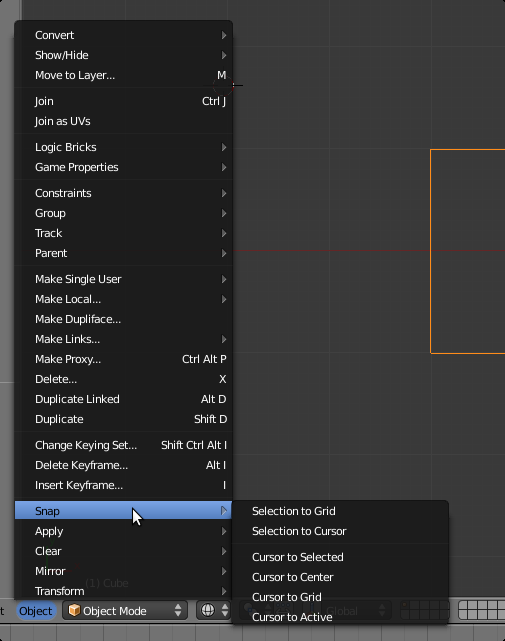 Convert
Show/Hide
Move to Layer... M
Join Ctrl J
Join as UVs
Logic Bricks
Game Properties
Constraints
Group
Track
Parent
Make Single User
Make Local...
Make Dupliface...
Make Links...
Make Proxy... Ctrl Alt P
Delete... X
Duplicate Linked Alt D
Duplicate Shift D
Change Keying Set... Shift Ctrl Alt I
Delete Keyframe... Alt I
Insert Keyframe... I
Snap
Apply
Clear
Mirror
Transform
(1) Cube
Selection to Grid
Selection to Cursor
Cursor to Selected
Cursor to Center
Cursor to Grid
Cursor to Active
t Object Object Mode Global